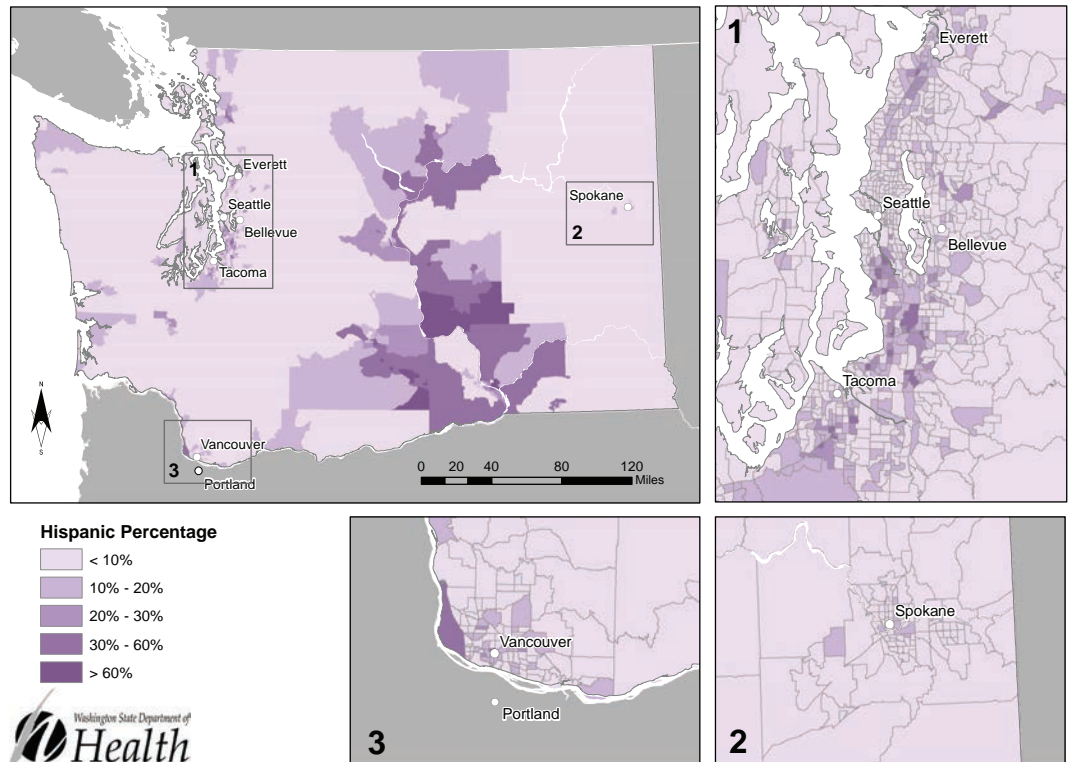 1
Everett
Seattle
Bellevue
Tacoma
Spokane
2
N
S
Vancouver
3
Portland
0 20 40 80 120
Miles
1
Everett
Seattle
Bellevue
Tacoma
Hispanic Percentage
< 10%
10% - 20%
20% - 30%
30% - 60%
> 60%
Washington State Department of
Health
Vancouver
Portland
3
Spokane
2